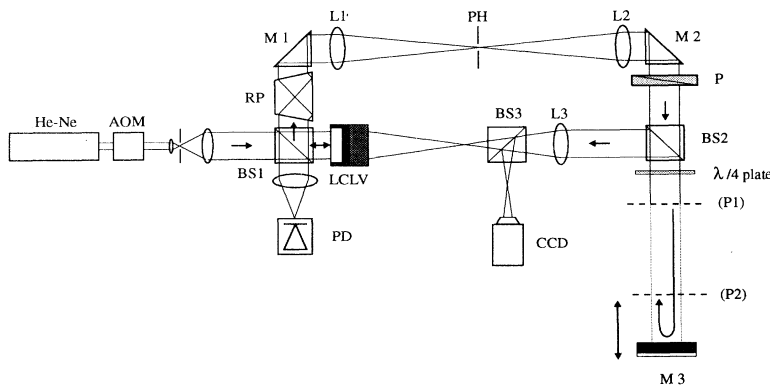 M 1
L1'
PH
L2
M 2
RP
P
He-Ne
AOM
BS3
L3
BS1
LCLV
BS2
λ/4 plate
(P1)
PD
CCD
(P2)
M 3